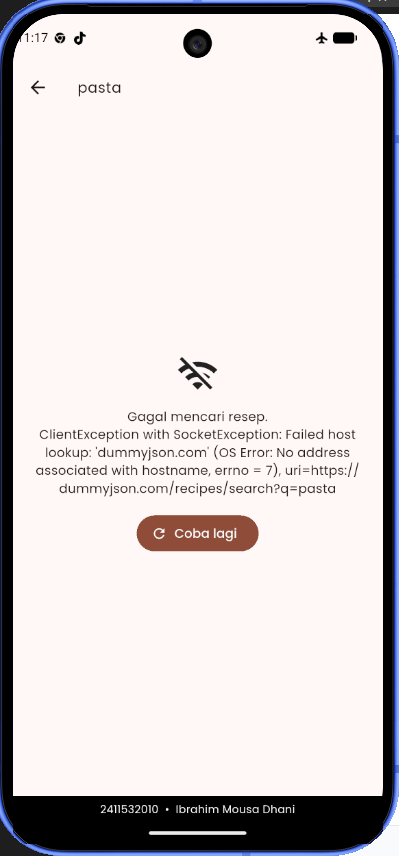 11:17
pasta
Gagal mencari resep.
ClientException with SocketException: Failed host
lookup: 'dummyjson.com' (OS Error: No address
associated with hostname, errno = 7), uri=https://
dummyjson.com/recipes/search?q=pasta
Coba lagi
2411532010 • Ibrahim Mousa Dhani